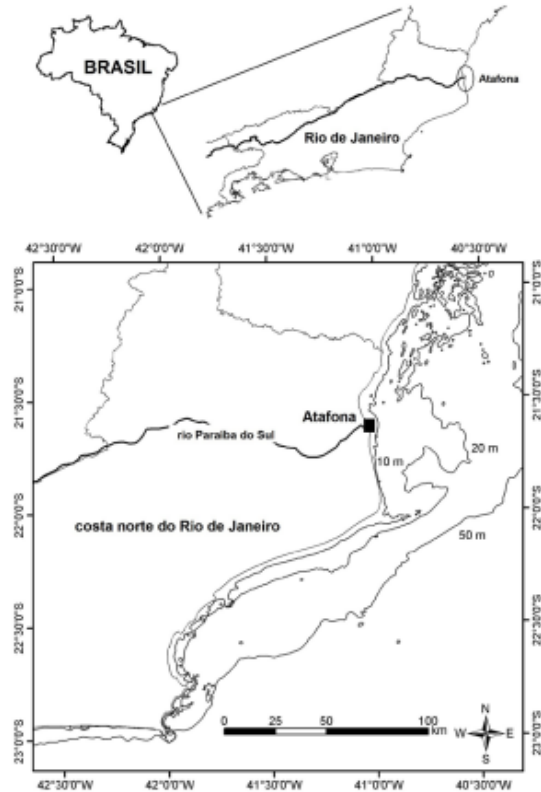 BRASIL
Atafona
Rio de Janeiro
42°30'0"W 42°0'0"W 41°30'0"W 41°0'0"W 40°30'0"W
21°0'0"S 21°0'0"S
21°30'0"S 21°30'0"S
Atafona
rio Paraíba do Sul
10 m
20 m
22°0'0"S 22°0'0"S
costa norte do Rio de Janeiro
50 m
22°30'0"S 22°30'0"S
N
0 25 50 100
km
W E
S
23°0'0"S 23°0'0"S
42°30'0"W 42°0'0"W 41°30'0"W 41°0'0"W 40°30'0"W